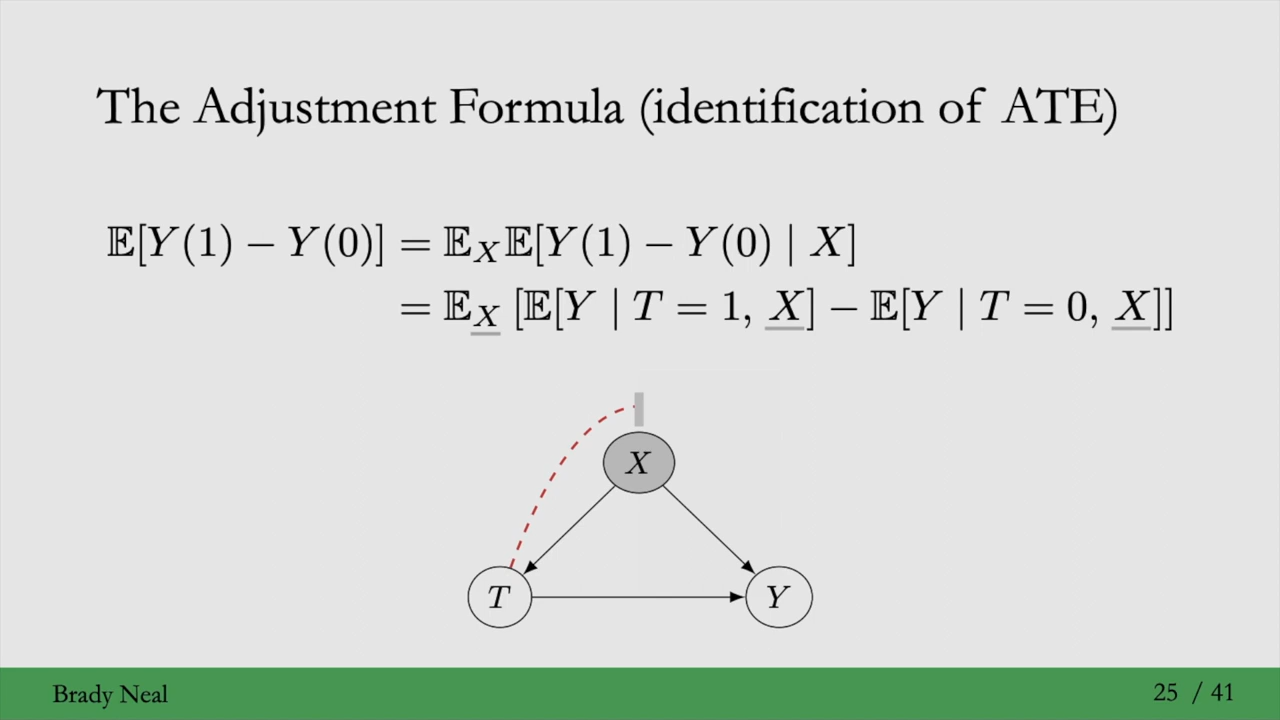 The Adjustment Formula (identification of ATE)
𝔼[Y(1) − Y(0)] = 𝔼_X 𝔼[Y(1) − Y(0) | X]
= 𝔼_X [𝔼[Y | T = 1, X] − 𝔼[Y | T = 0, X]]
X
T Y
Brady Neal 25 / 41